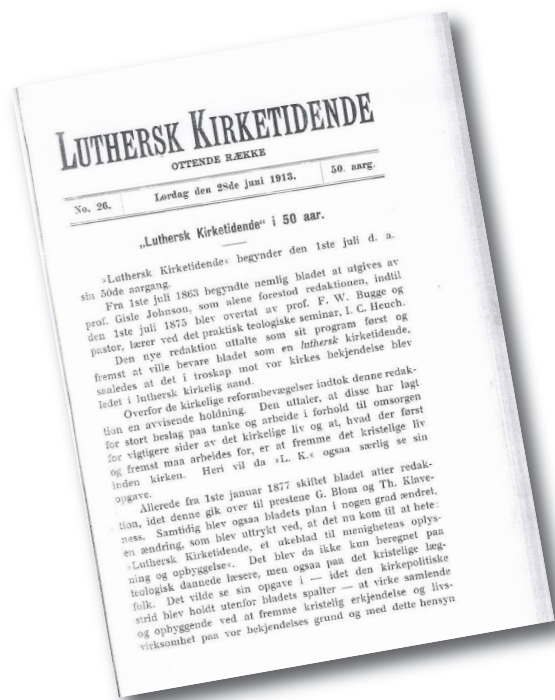 LUTHERSK KIRKETIDENDE
OTTENDE RÆKKE
No. 26. Lørdag den 28de juni 1913. 50. aarg.
„Luthersk Kirketidende“ i 50 aar.
»Luthersk Kirketidende« begynder den 1ste juli d. a.
sin 50de aargang.
Fra 1ste juli 1863 begyndte nemlig bladet at utgives av
prof. Gisle Johnson, som alene forestod redaktionen, indtil
den 1ste juli 1875 blev overtat av prof. F. W. Bugge og
pastor, lærer ved det praktisk teologiske seminar, I. C. Heuch.
Den nye redaktion uttalte som sit program først og
fremst at ville bevare bladet som en luthersk kirketidende,
saaledes at det i troskap mot vor kirkes bekjendelse blev
ledet i luthersk kirkelig aand.
Overfor de kirkelige reformbevægelser indtok denne redak-
tion en avvisende holdning. Den uttaler, at disse har lagt
for stort beslag paa tanke og arbeide i forhold til omsorgen
for vigtigere sider av det kirkelige liv og at, hvad der først
og fremst maa arbeides for, er at fremme det kristelige liv
inden kirken. Heri vil da »L. K.« ogsaa særlig se sin
opgave.
Allerede fra 1ste januar 1877 skiftet bladet atter redak-
tion, idet denne gik over til prestene G. Blom og Th. Klave-
ness. Samtidig blev ogsaa bladets plan i nogen grad ændret,
en ændring, som blev uttrykt ved, at det nu kom til at hete:
»Luthersk Kirketidende, et ukeblad til menighetens oplys-
ning og opbyggelse«. Det blev da ikke kun beregnet paa
teologisk dannede læsere, men ogsaa paa det kristelige læg-
folk. Det vilde se sin opgave i — idet den kirkepolitiske
strid blev holdt utenfor bladets spalter — at virke samlende
og opbyggende ved at fremme kristelig erkjendelse og livs-
virksomhet paa vor bekjendelses grund og med dette hensyn